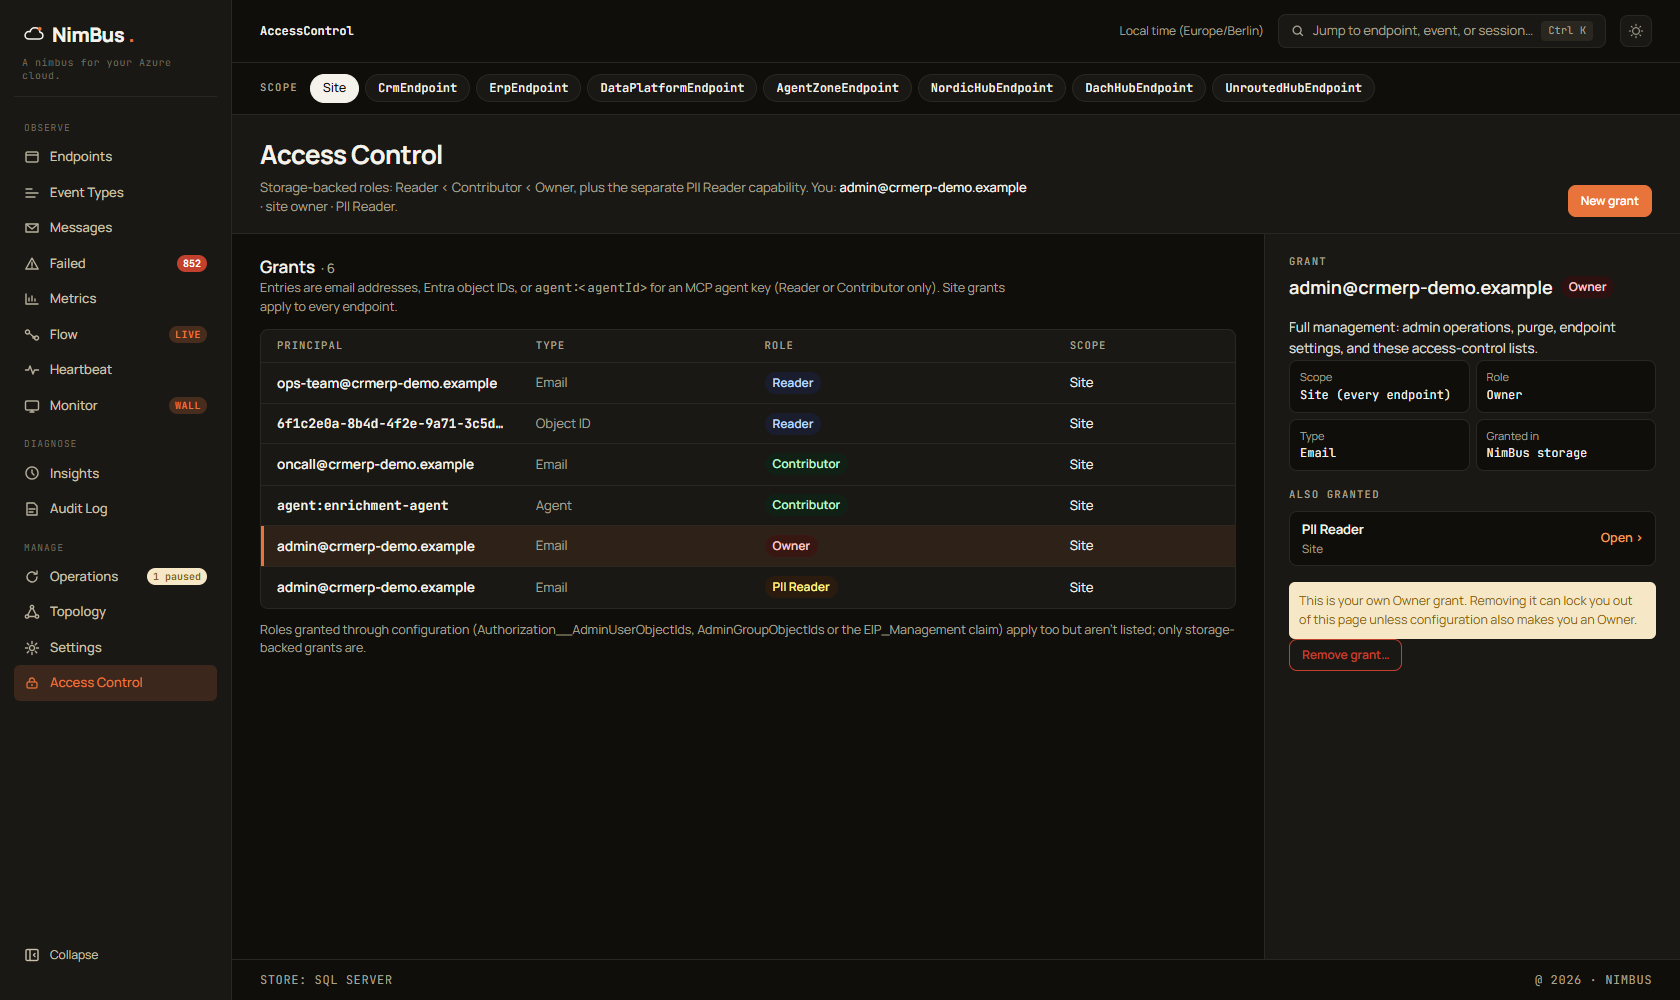 NimBus.
A nimbus for your Azure
cloud.
OBSERVE
Endpoints
Event Types
Messages
Failed 852
Metrics
Flow LIVE
Heartbeat
Monitor WALL
DIAGNOSE
Insights
Audit Log
MANAGE
Operations 1 paused
Topology
Settings
Access Control
Collapse
AccessControl
Local time (Europe/Berlin)
Jump to endpoint, event, or session... Ctrl K
SCOPE Site CrmEndpoint ErpEndpoint DataPlatformEndpoint AgentZoneEndpoint NordicHubEndpoint DachHubEndpoint UnroutedHubEndpoint
Access Control
Storage-backed roles: Reader < Contributor < Owner, plus the separate PII Reader capability. You: admin@crmerp-demo.example
· site owner · PII Reader.
New grant
Grants · 6
Entries are email addresses, Entra object IDs, or agent:<agentId> for an MCP agent key (Reader or Contributor only). Site grants
apply to every endpoint.
PRINCIPAL TYPE ROLE SCOPE
ops-team@crmerp-demo.example Email Reader Site
6f1c2e0a-8b4d-4f2e-9a71-3c5d… Object ID Reader Site
oncall@crmerp-demo.example Email Contributor Site
agent:enrichment-agent Agent Contributor Site
admin@crmerp-demo.example Email Owner Site
admin@crmerp-demo.example Email PII Reader Site
Roles granted through configuration (Authorization__AdminUserObjectIds, AdminGroupObjectIds or the EIP_Management claim) apply too but aren't listed; only storage-
backed grants are.
GRANT
admin@crmerp-demo.example Owner
Full management: admin operations, purge, endpoint
settings, and these access-control lists.
Scope
Site (every endpoint)
Role
Owner
Type
Email
Granted in
NimBus storage
ALSO GRANTED
PII Reader
Site
Open ›
This is your own Owner grant. Removing it can lock you out
of this page unless configuration also makes you an Owner.
Remove grant…
STORE: SQL SERVER
@ 2026 · NIMBUS